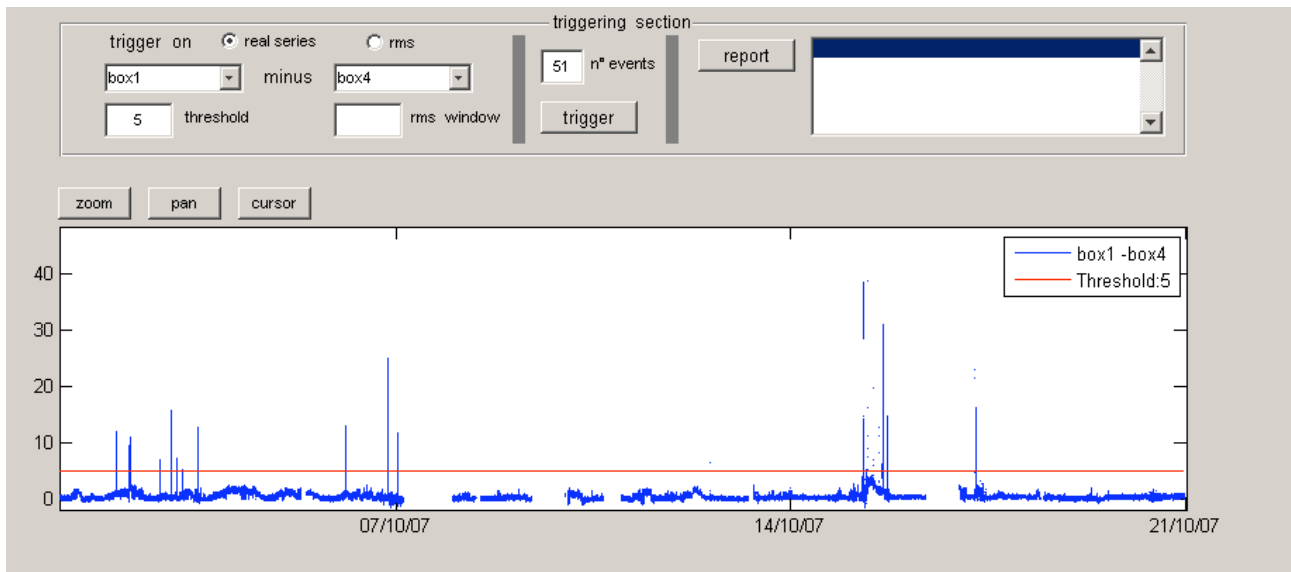 triggering section
trigger on real series rms
box1 minus box4
5 threshold rms window
51 n° events
trigger
report
zoom pan cursor
box1 -box4
Threshold:5
40
30
20
10
0
07/10/07 14/10/07 21/10/07